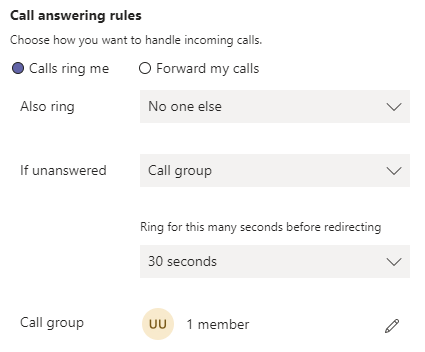 Call answering rules
Choose how you want to handle incoming calls.
Calls ring me Forward my calls
Also ring No one else
If unanswered Call group
Ring for this many seconds before redirecting
30 seconds
Call group UU 1 member